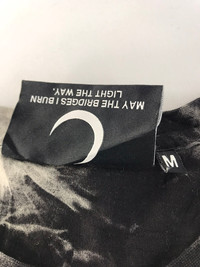 MAY THE BRIDGES I BURN
LIGHT THE WAY.
M